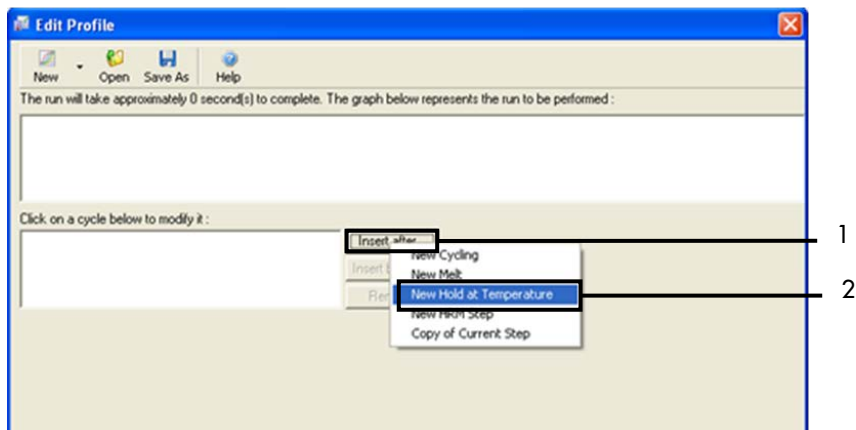 Edit Profile
New Open Save As Help
The run will take approximately 0 second(s) to complete. The graph below represents the run to be performed :
Click on a cycle below to modify it :
Insert after...
1
New Cycling
Insert
New Melt
New Hold at Temperature
2
New HRM Step
Copy of Current Step